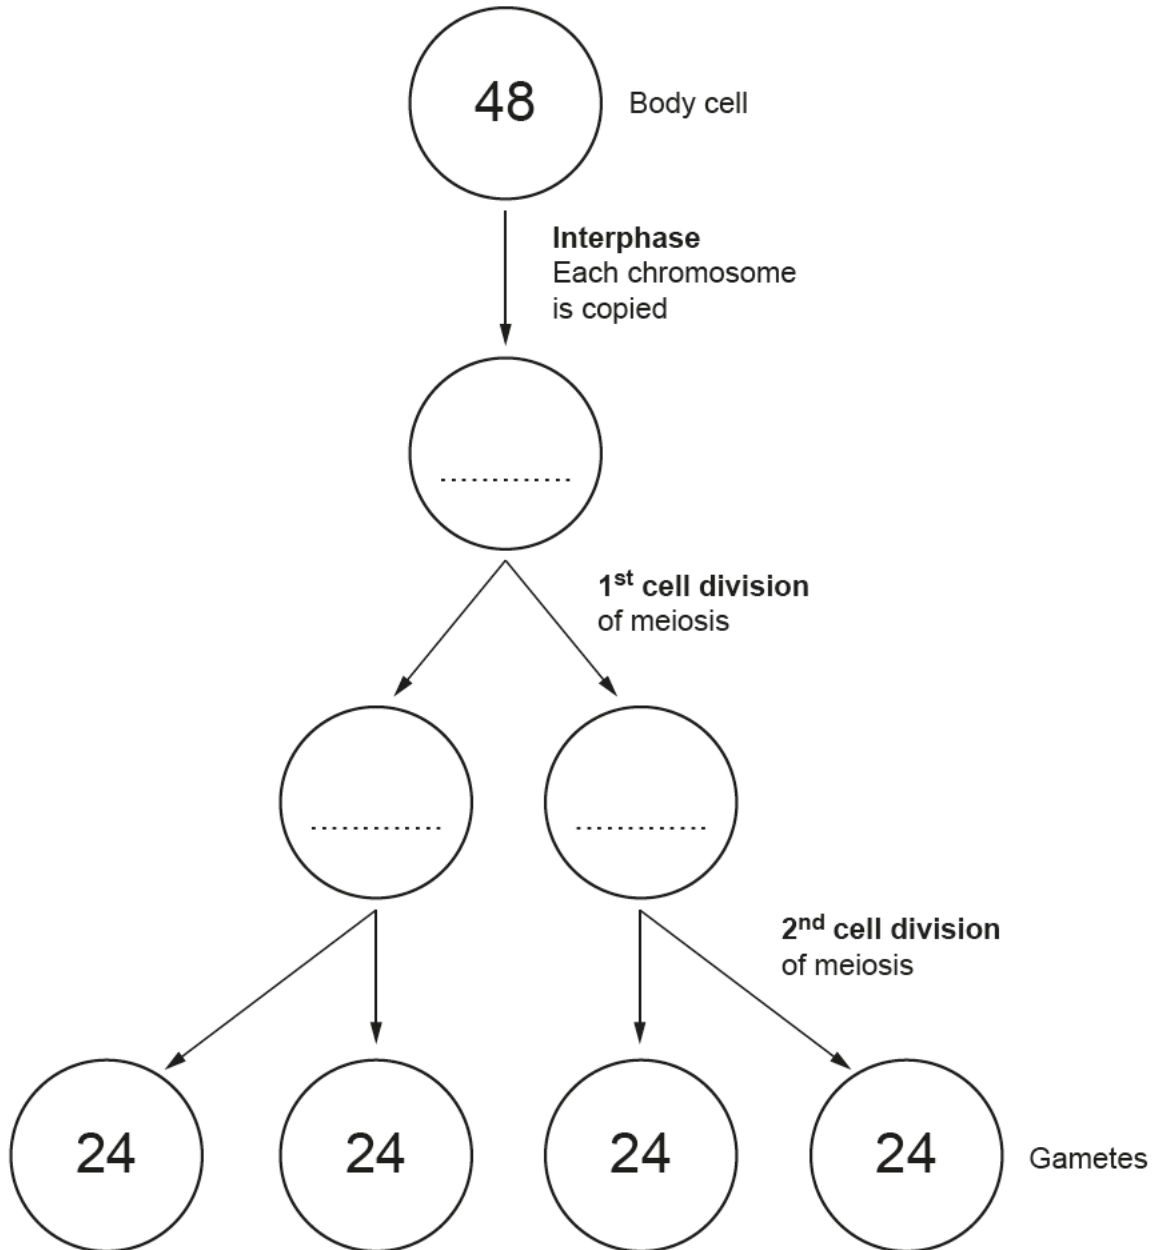 48
Body cell
Interphase
Each chromosome
is copied
.............
1st cell division
of meiosis
............. .............
2nd cell division
of meiosis
24 24 24 24
Gametes